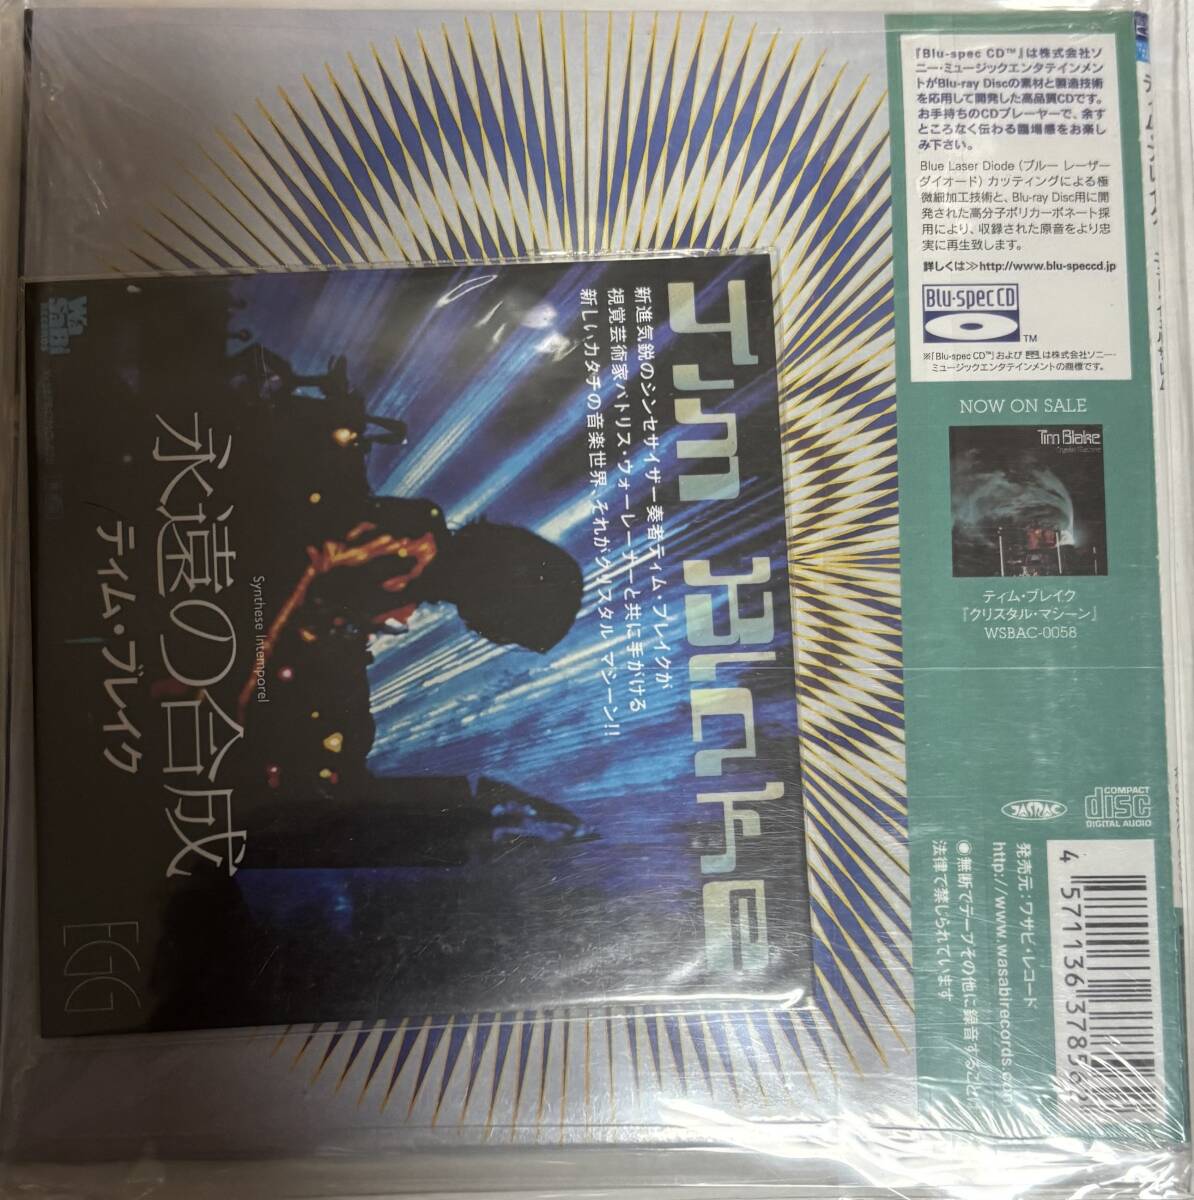 『Blu-spec CD™』は株式会社ソ
ニー・ミュージックエンタテインメン
トがBlu-ray Discの素材と製造技術
を応用して開発した高品質CDです。
お手持ちのCDプレーヤーで、余す
ところなく伝わる臨場感をお楽し
み下さい。
Blue Laser Diode（ブルー レーザー
ダイオード）カッティングによる極
微細加工技術と、Blu-ray Disc用に開
発された高分子ポリカーボネート採
用により、収録された原音をより忠
実に再生致します。
詳しくは≫http://www.blu-speccd.jp
Blu-spec CD
TM
※『Blu-spec CD™』および
は株式会社ソニー・
ミュージックエンタテインメントの商標です。
NOW ON SALE
Tim Blake
Crystal Machine
ティム・ブレイク
『クリスタル・マシーン』
WSBAC-0058
JASRAC
COMPACT
disc
DIGITAL AUDIO
発売元：ワサビ・レコード
http://www.wasabirecords.com
●無断でテープその他に録音すること
法律で禁じられています
4 571136 378562
Tim Blake
新進気鋭のシンセサイザー奏者ティム・ブレイクが
視覚芸術家パトリス・ウォーレーナーと共に手がける
新しいカタチの音楽世界、それがクリスタル マシーン!!
Synthese Intemporel
永遠の合成
ティム・ブレイク
WaSaBi
RECORDS
EGG